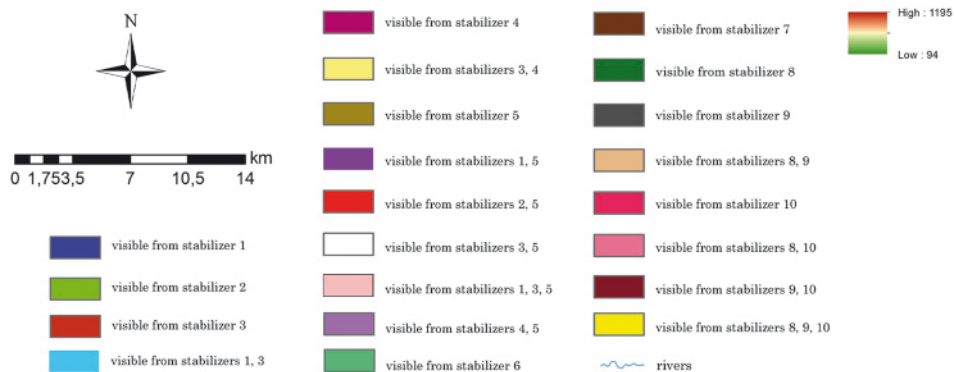 N
km
0 1,753,5 7 10,5 14
visible from stabilizer 1
visible from stabilizer 2
visible from stabilizer 3
visible from stabilizers 1, 3
visible from stabilizer 4
visible from stabilizers 3, 4
visible from stabilizer 5
visible from stabilizers 1, 5
visible from stabilizers 2, 5
visible from stabilizers 3, 5
visible from stabilizers 1, 3, 5
visible from stabilizers 4, 5
visible from stabilizer 6
visible from stabilizer 7
visible from stabilizer 8
visible from stabilizer 9
visible from stabilizers 8, 9
visible from stabilizer 10
visible from stabilizers 8, 10
visible from stabilizers 9, 10
visible from stabilizers 8, 9, 10
rivers
High : 1195
Low : 94